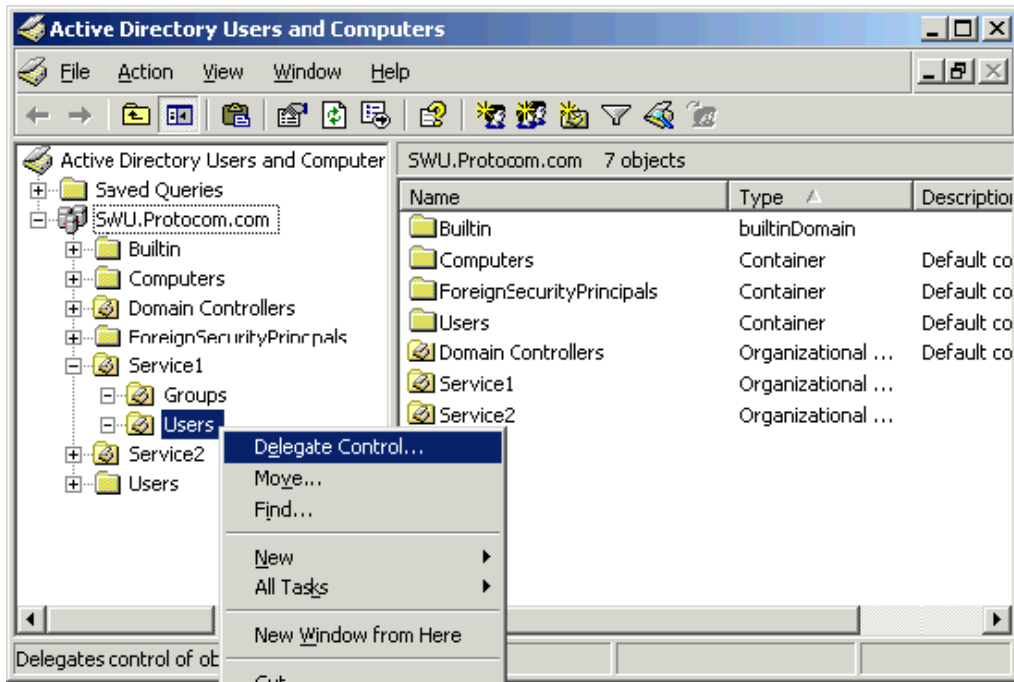 Active Directory Users and Computers
File Action View Window Help
Active Directory Users and Computer
SWU.Protocom.com 7 objects
Saved Queries
SWU.Protocom.com
Builtin
Computers
Domain Controllers
ForeignSecurityPrincipals
Service1
Groups
Users
Service2
Users
Name Type Description
Builtin builtinDomain
Computers Container Default co
ForeignSecurityPrincipals Container Default co
Users Container Default co
Domain Controllers Organizational ... Default co
Service1 Organizational ...
Service2 Organizational ...
Delegate Control...
Move...
Find...
New
All Tasks
New Window from Here
Cut
Delegates control of ob